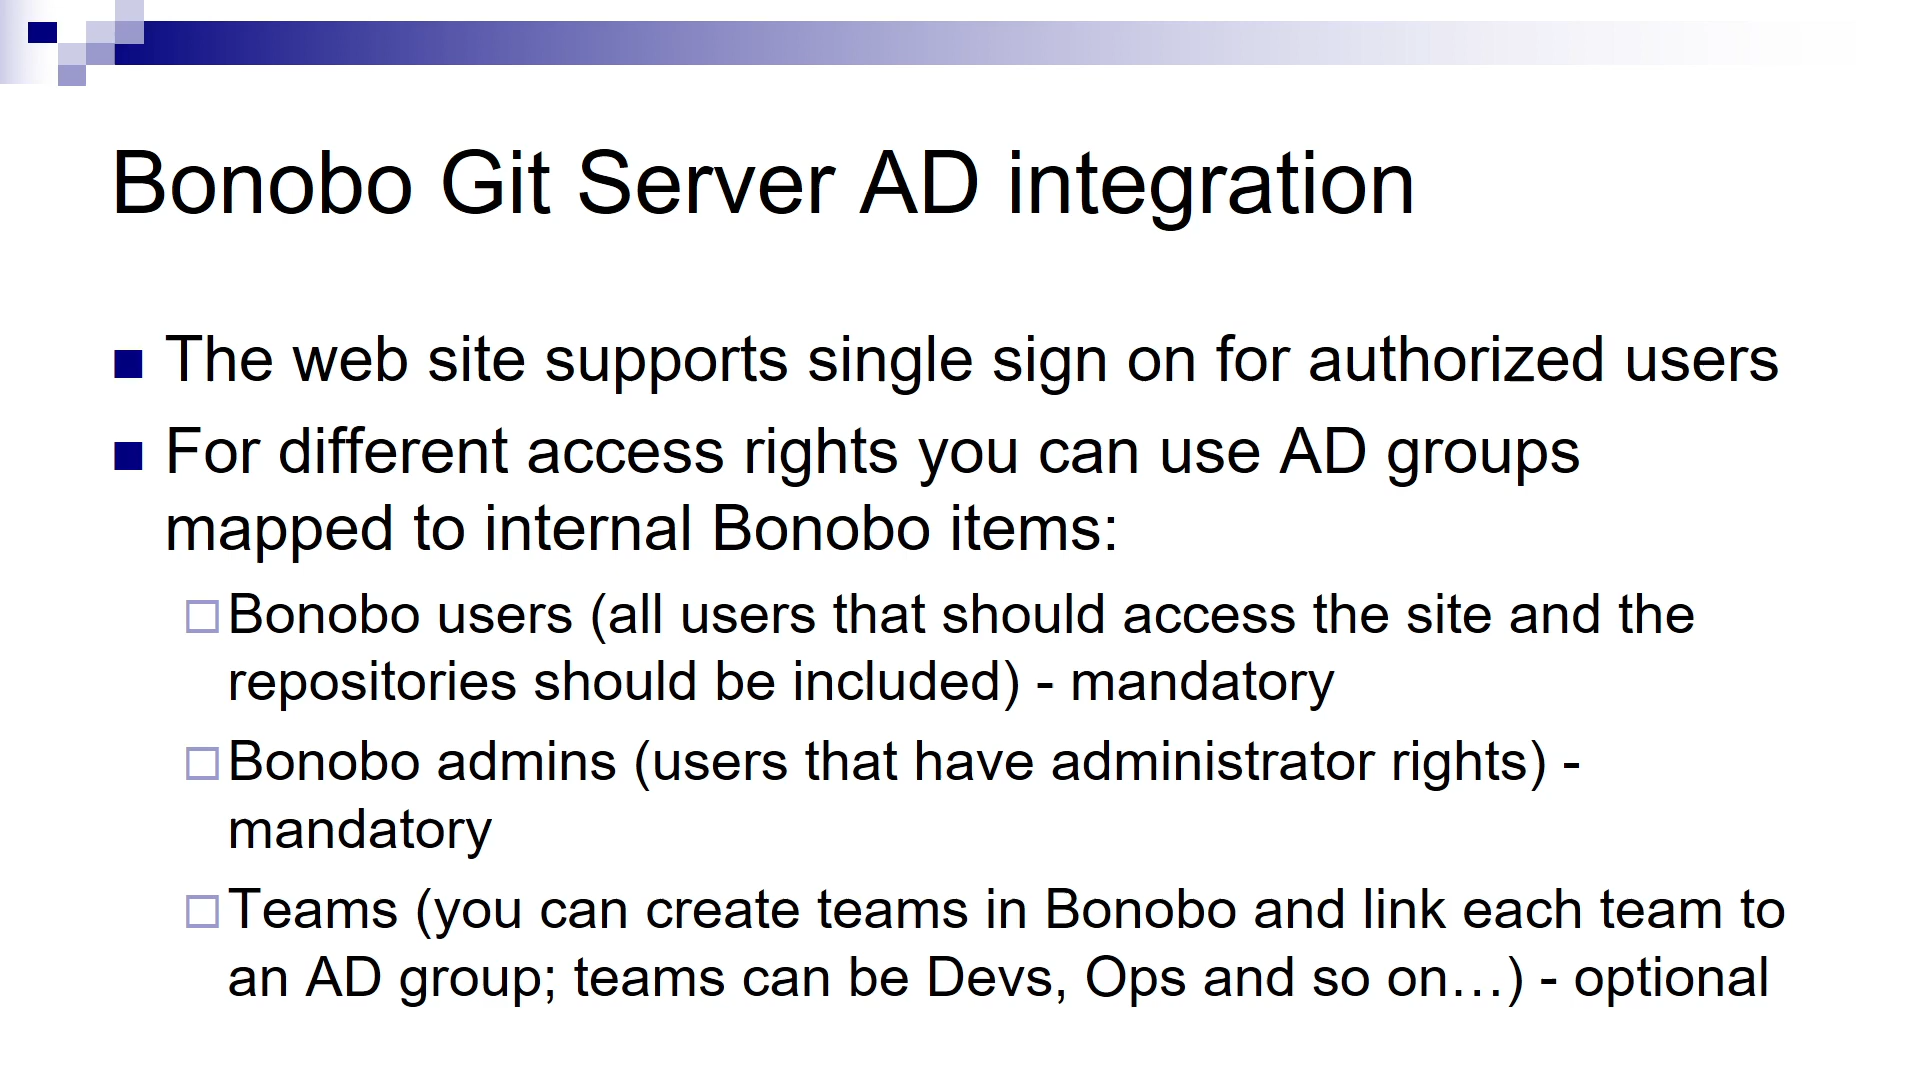 Bonobo Git Server AD integration
The web site supports single sign on for authorized users
For different access rights you can use AD groups
mapped to internal Bonobo items:
Bonobo users (all users that should access the site and the
repositories should be included) - mandatory
Bonobo admins (users that have administrator rights) -
mandatory
Teams (you can create teams in Bonobo and link each team to
an AD group; teams can be Devs, Ops and so on…) - optional